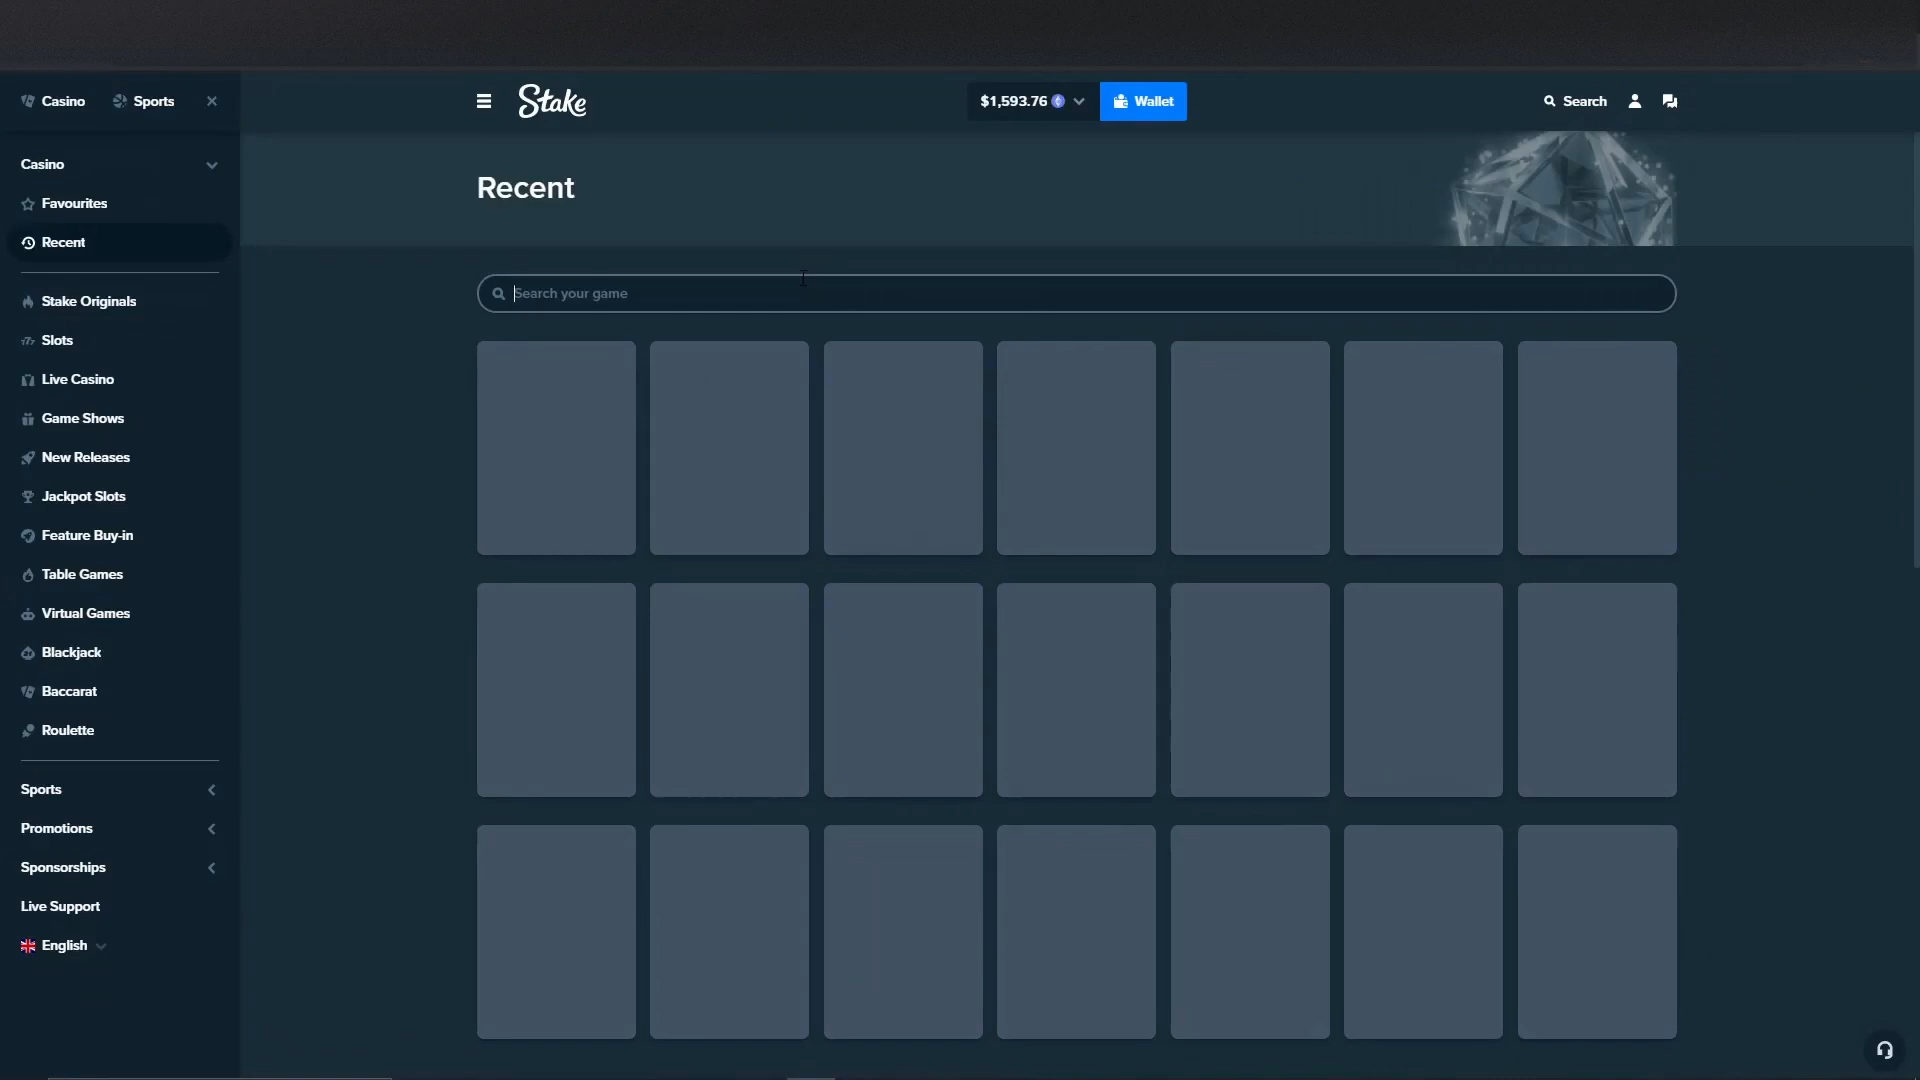 Casino
Sports
Stake
$1,593.76
Wallet
Search
Casino
Favourites
Recent
Stake Originals
Slots
Live Casino
Game Shows
New Releases
Jackpot Slots
Feature Buy-in
Table Games
Virtual Games
Blackjack
Baccarat
Roulette
Sports
Promotions
Sponsorships
Live Support
English
Recent
Search your game